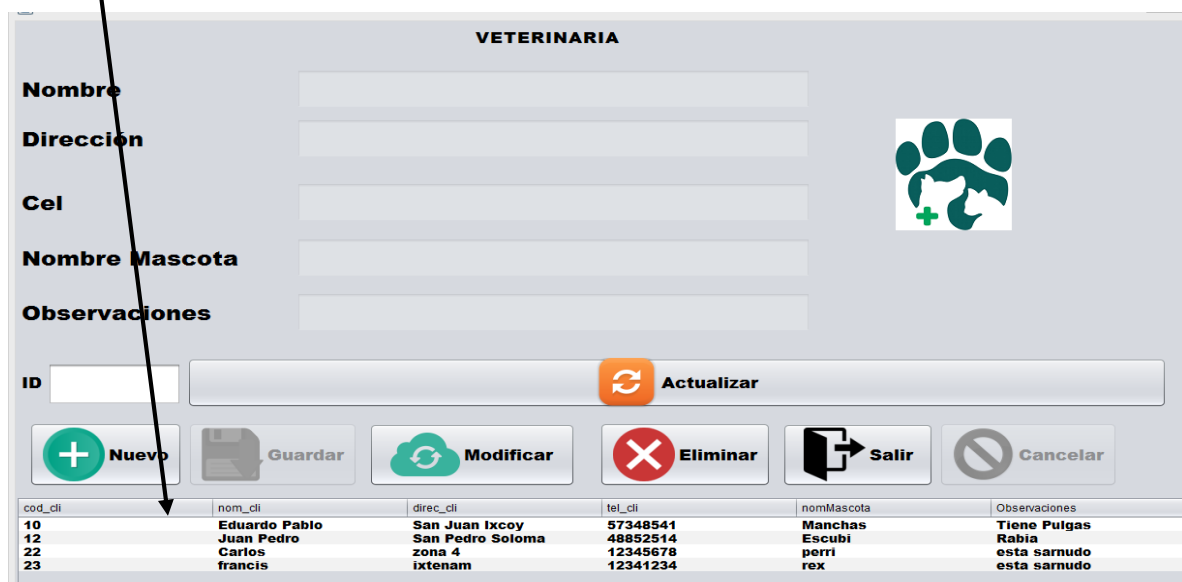 VETERINARIA
Nombre
Dirección
Cel
Nombre Mascota
Observaciones
ID Actualizar
Nuevo Guardar Modificar Eliminar Salir Cancelar
cod_cli nom_cli direc_cli tel_cli nomMascota Observaciones
10 Eduardo Pablo San Juan Ixcoy 57348541 Manchas Tiene Pulgas
12 Juan Pedro San Pedro Soloma 48852514 Escubi Rabia
22 Carlos zona 4 12345678 perri esta sarnudo
23 francis ixtenam 12341234 rex esta sarnudo